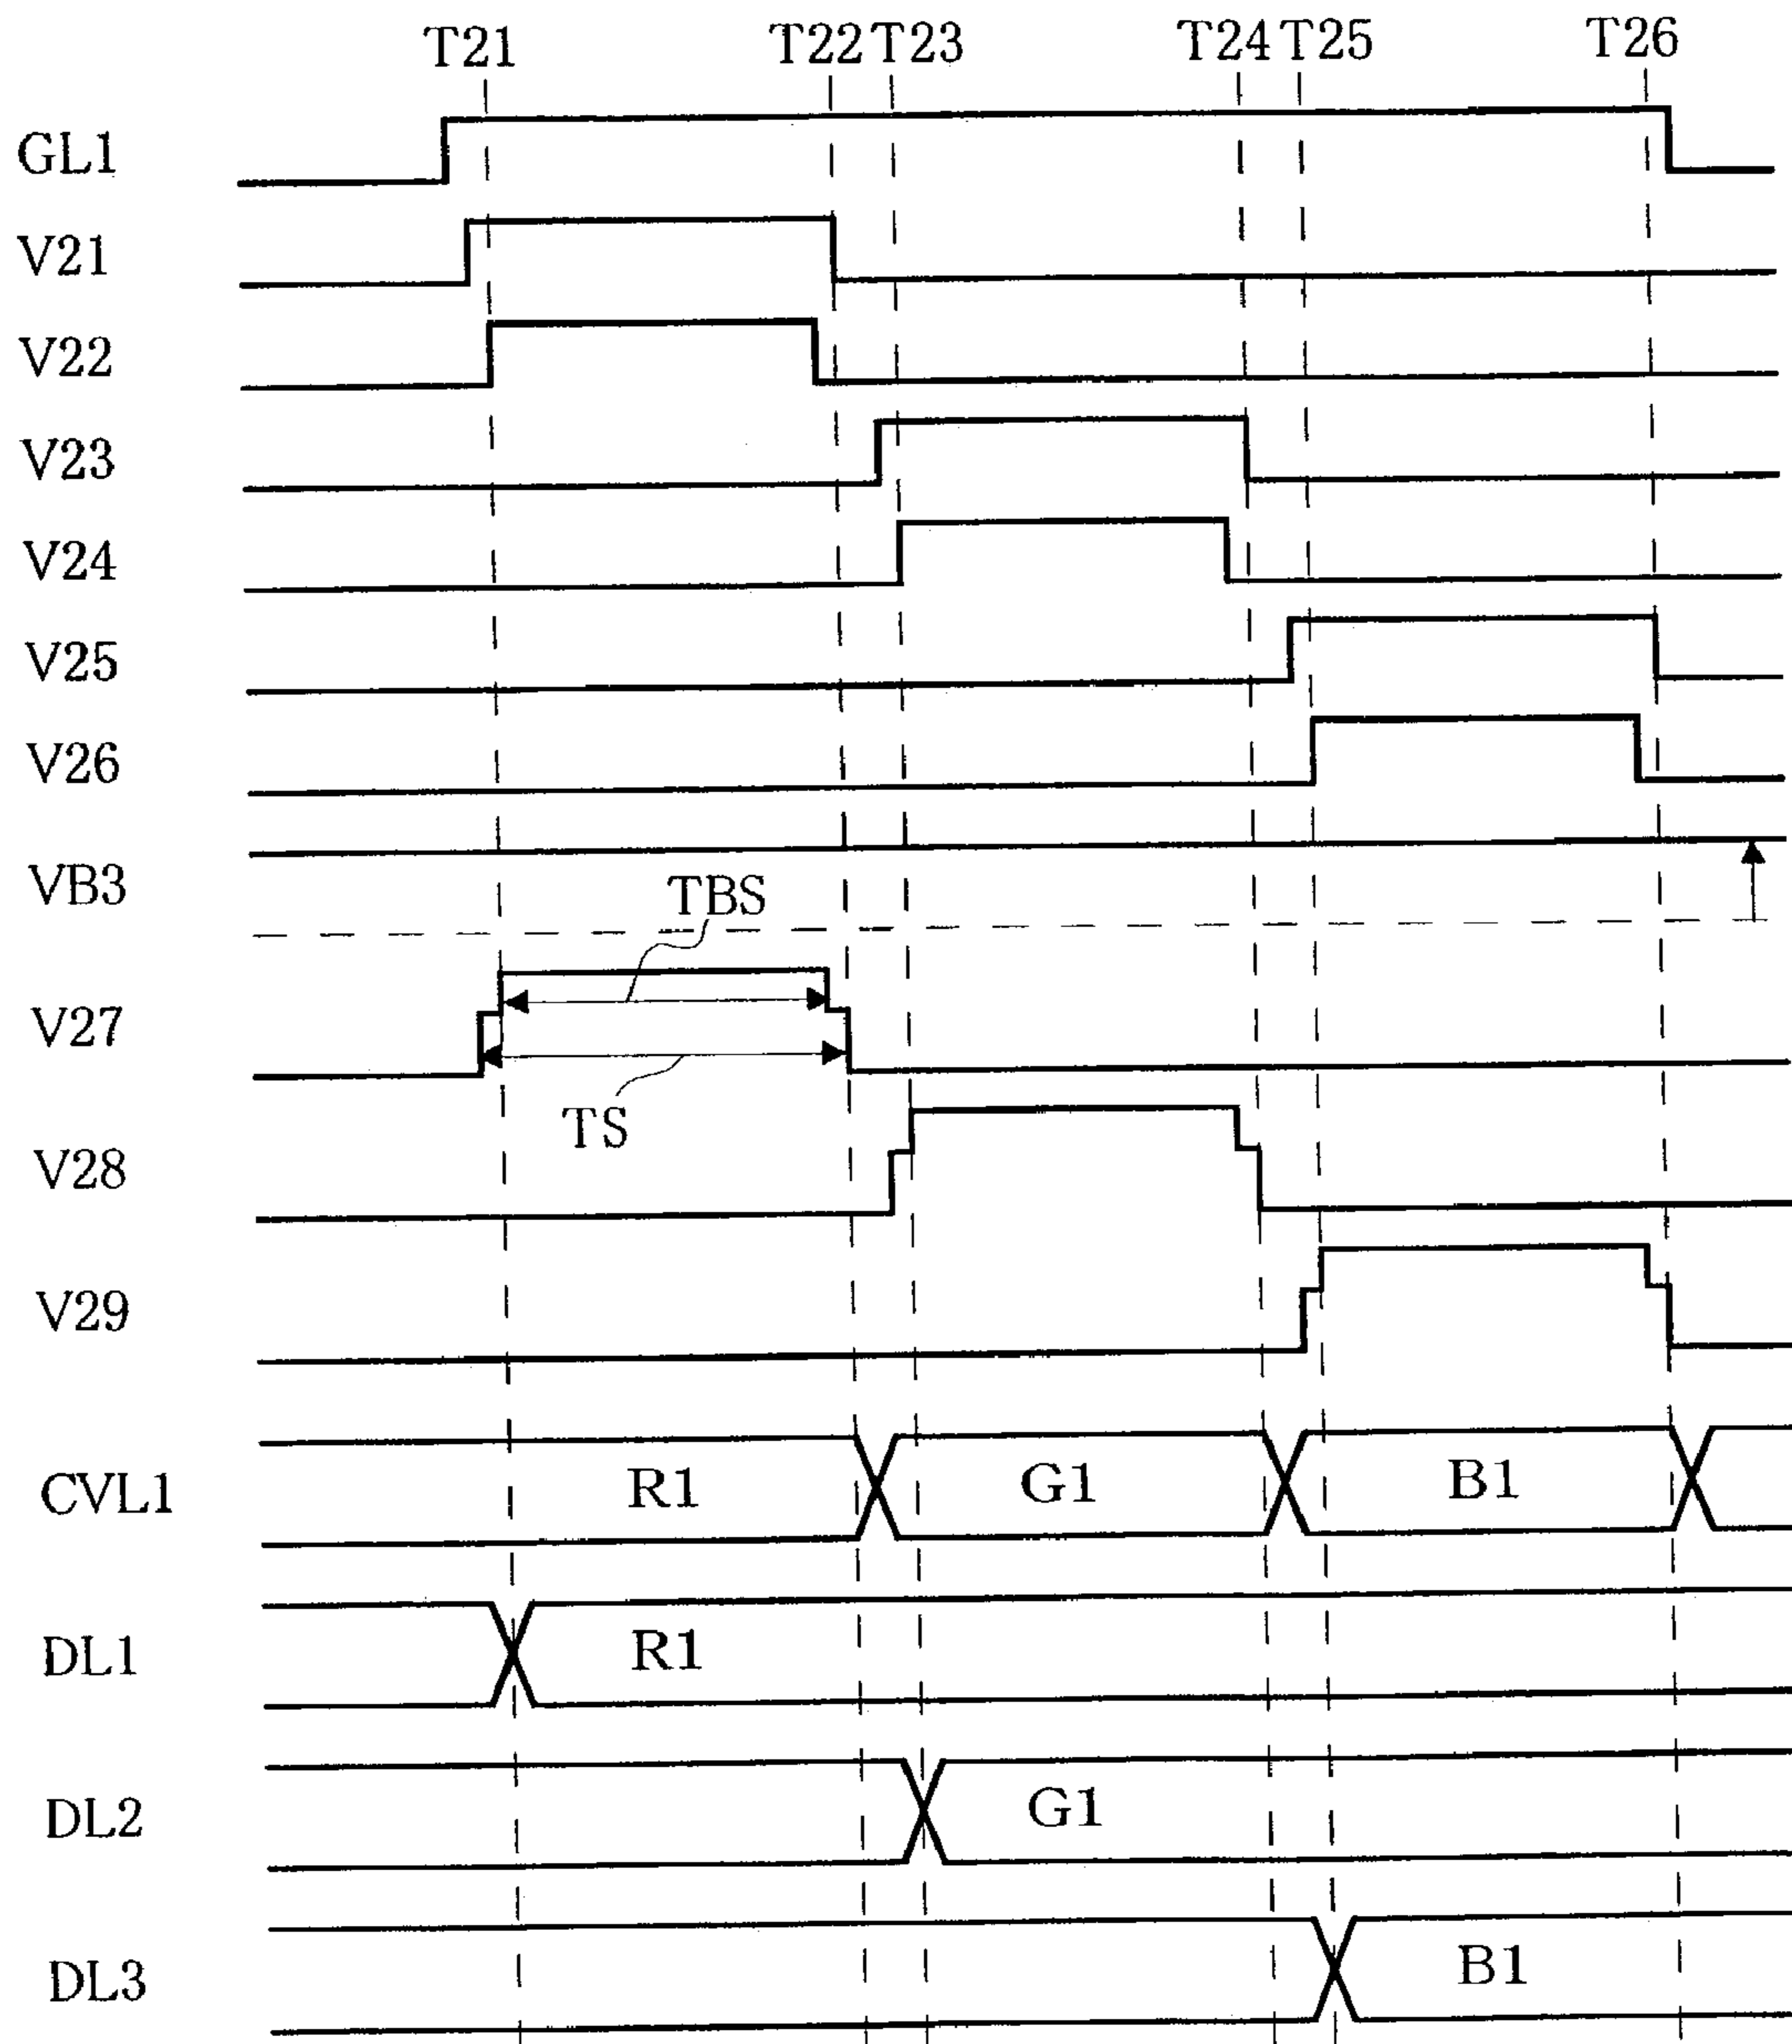 T21 T22 T23 T24 T25 T26
GL1
V21
V22
V23
V24
V25
V26
VB3
TBS
V27
TS
V28
V29
CVL1 R1 G1 B1
DL1 R1
DL2 G1
DL3 B1